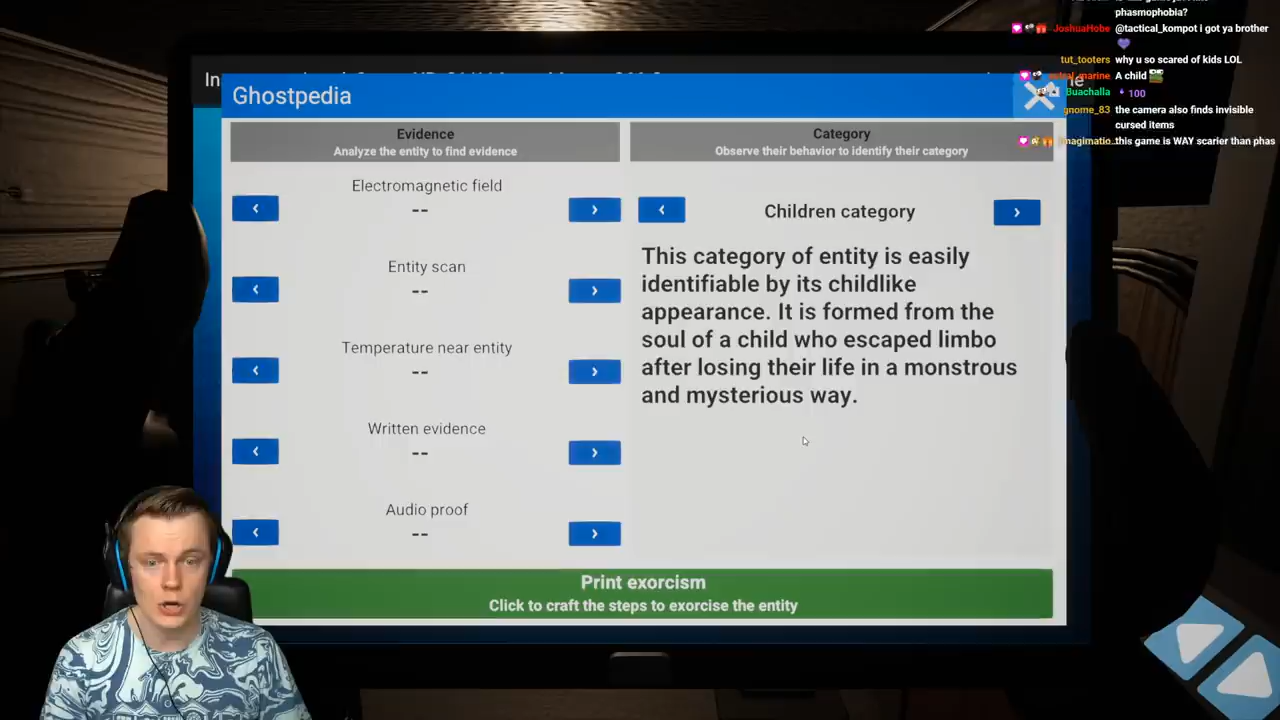 phasmophobia?
JoshuaHobe @tactical_kompot i got ya brother
tut_tooters why u so scared of kids LOL
A child
Buachalla 100
gnome_83 the camera also finds invisible
cursed items
this game is WAY scarier than phas
Ghostpedia
Evidence
Analyze the entity to find evidence
Category
Observe their behavior to identify their category
Electromagnetic field
--
Entity scan
--
Temperature near entity
--
Written evidence
--
Audio proof
--
Children category
This category of entity is easily
identifiable by its childlike
appearance. It is formed from the
soul of a child who escaped limbo
after losing their life in a monstrous
and mysterious way.
Print exorcism
Click to craft the steps to exorcise the entity